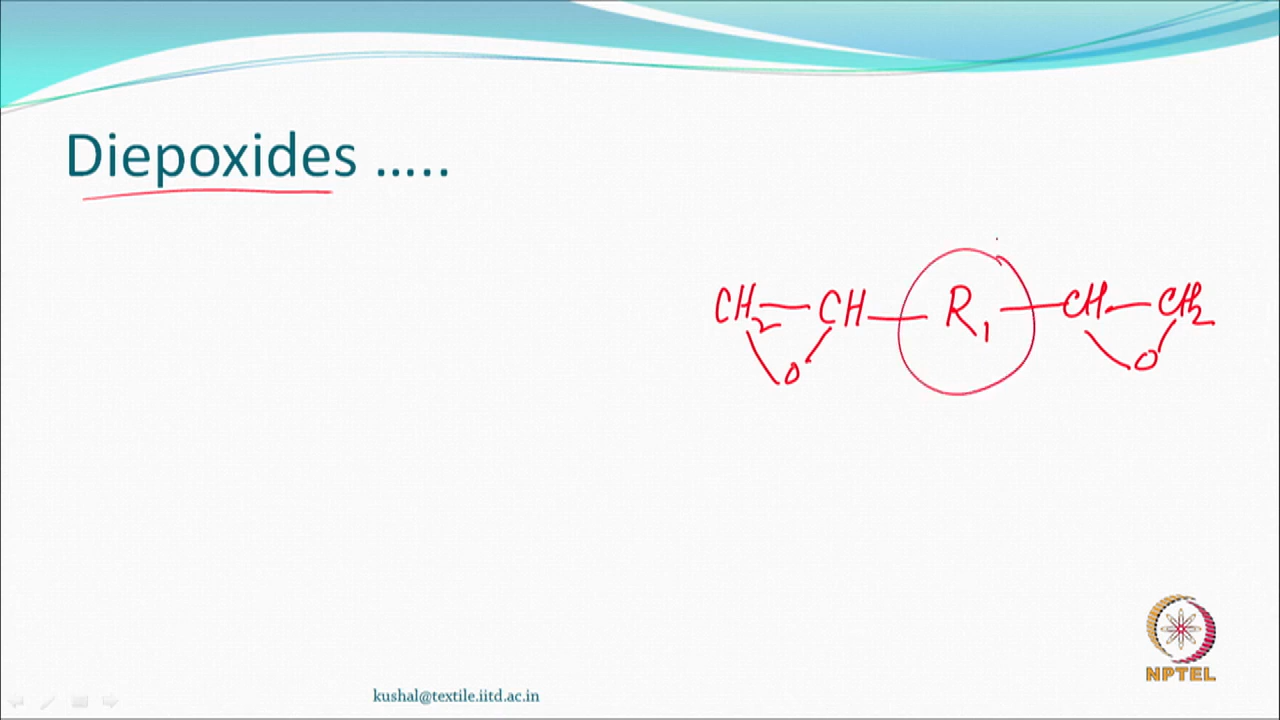 Diepoxides …..
CH2 — CH — R1 — CH — CH2
O O
NPTEL
kushal@textile.iitd.ac.in